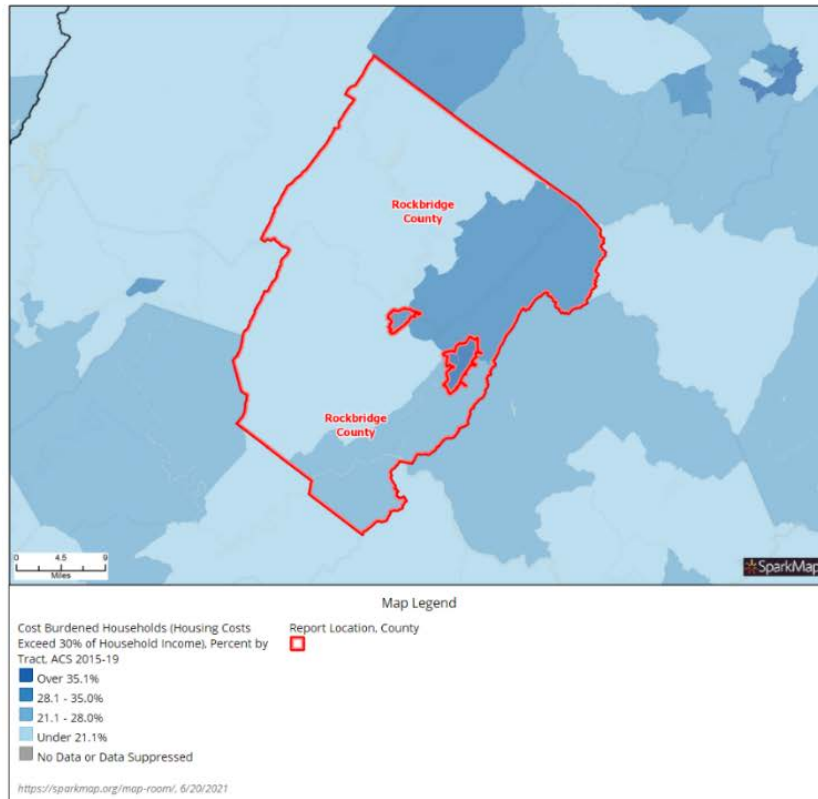 Rockbridge
County
Rockbridge
County
0 4.5 9
Miles
SparkMap
Map Legend
Cost Burdened Households (Housing Costs
Exceed 30% of Household Income), Percent by
Tract, ACS 2015-19
Over 35.1%
28.1 - 35.0%
21.1 - 28.0%
Under 21.1%
No Data or Data Suppressed
Report Location, County
https://sparkmap.org/map-room/, 6/20/2021